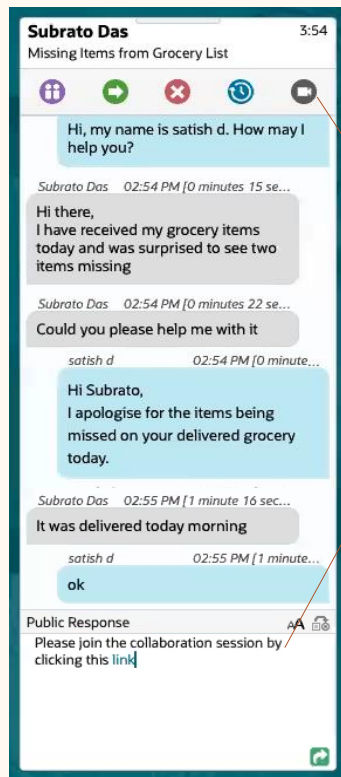 Subrato Das 3:54
Missing Items from Grocery List
Hi, my name is satish d. How may I
help you?
Subrato Das 02:54 PM [0 minutes 15 se...
Hi there,
I have received my grocery items
today and was surprised to see two
items missing
Subrato Das 02:54 PM [0 minutes 22 se...
Could you please help me with it
satish d 02:54 PM [0 minute...
Hi Subrato,
I apologise for the items being
missed on your delivered grocery
today.
Subrato Das 02:55 PM [1 minute 16 sec...
It was delivered today morning
satish d 02:55 PM [1 minute...
ok
Public Response AA
Please join the collaboration session by
clicking this link